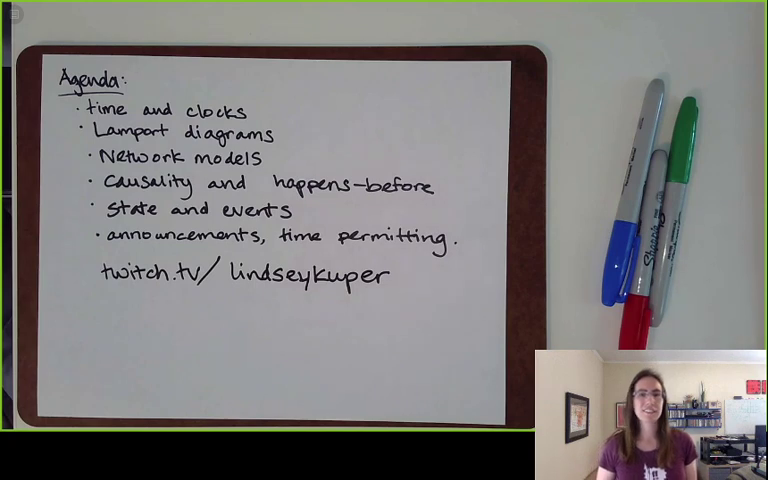 Agenda:
· time and clocks
· Lamport diagrams
· Network models
· Causality and happens-before
· State and events
· announcements, time permitting.
twitch.tv/lindseykuper
Sharpie